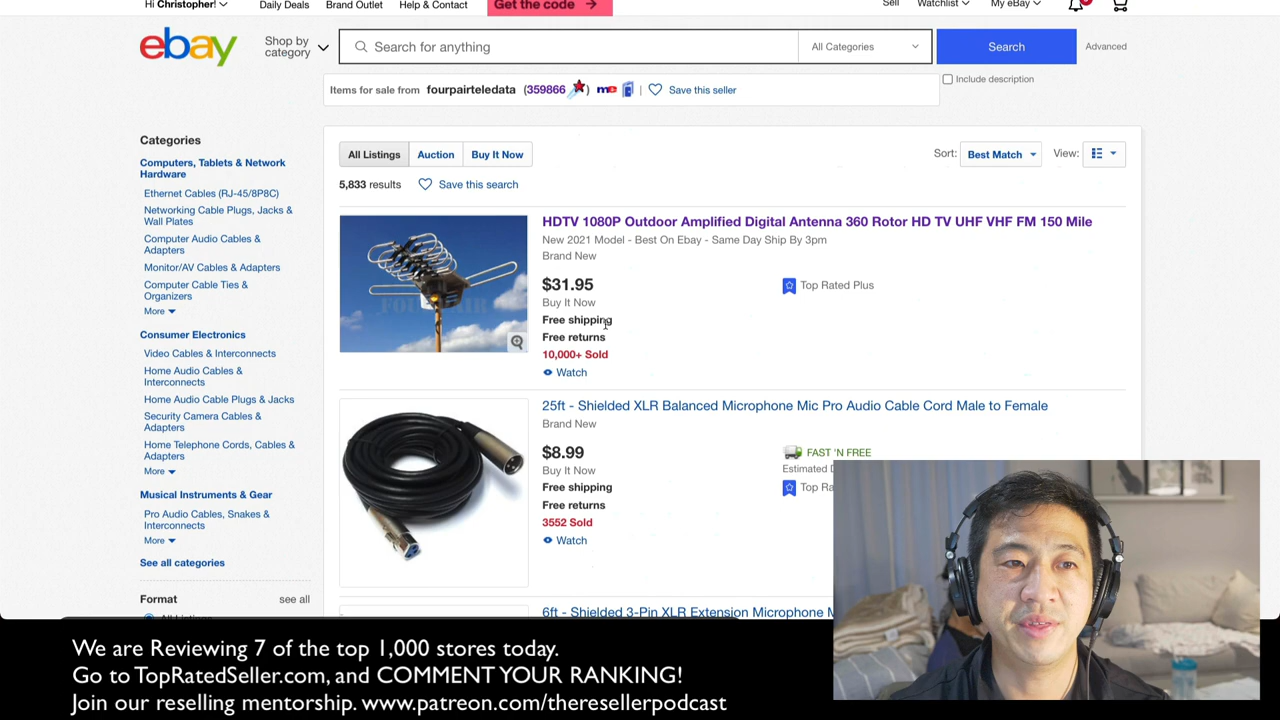 Hi Christopher!
Daily Deals
Brand Outlet
Help & Contact
Get the code
Sell
Watchlist
My eBay
ebay
Shop by category
Search for anything
All Categories
Search
Advanced
Items for sale from fourpairteledata (359866 ) me | Save this seller
Include description
Categories
Computers, Tablets & Network
Hardware
Ethernet Cables (RJ-45/8P8C)
Networking Cable Plugs, Jacks &
Wall Plates
Computer Audio Cables &
Adapters
Monitor/AV Cables & Adapters
Computer Cable Ties &
Organizers
More
Consumer Electronics
Video Cables & Interconnects
Home Audio Cables &
Interconnects
Home Audio Cable Plugs & Jacks
Security Camera Cables &
Adapters
Home Telephone Cords, Cables &
Adapters
More
Musical Instruments & Gear
Pro Audio Cables, Snakes &
Interconnects
More
See all categories
Format see all
All Listings
Auction
Buy It Now
Sort: Best Match
View:
5,833 results
Save this search
HDTV 1080P Outdoor Amplified Digital Antenna 360 Rotor HD TV UHF VHF FM 150 Mile
New 2021 Model - Best On Ebay - Same Day Ship By 3pm
Brand New
$31.95
Buy It Now
Free shipping
Free returns
10,000+ Sold
Watch
Top Rated Plus
25ft - Shielded XLR Balanced Microphone Mic Pro Audio Cable Cord Male to Female
Brand New
$8.99
Buy It Now
Free shipping
Free returns
3552 Sold
Watch
FAST 'N FREE
Estimated
Top
6ft - Shielded 3-Pin XLR Extension Microphone
We are Reviewing 7 of the top 1,000 stores today.
Go to TopRatedSeller.com, and COMMENT YOUR RANKING!
Join our reselling mentorship. www.patreon.com/theresellerpodcast